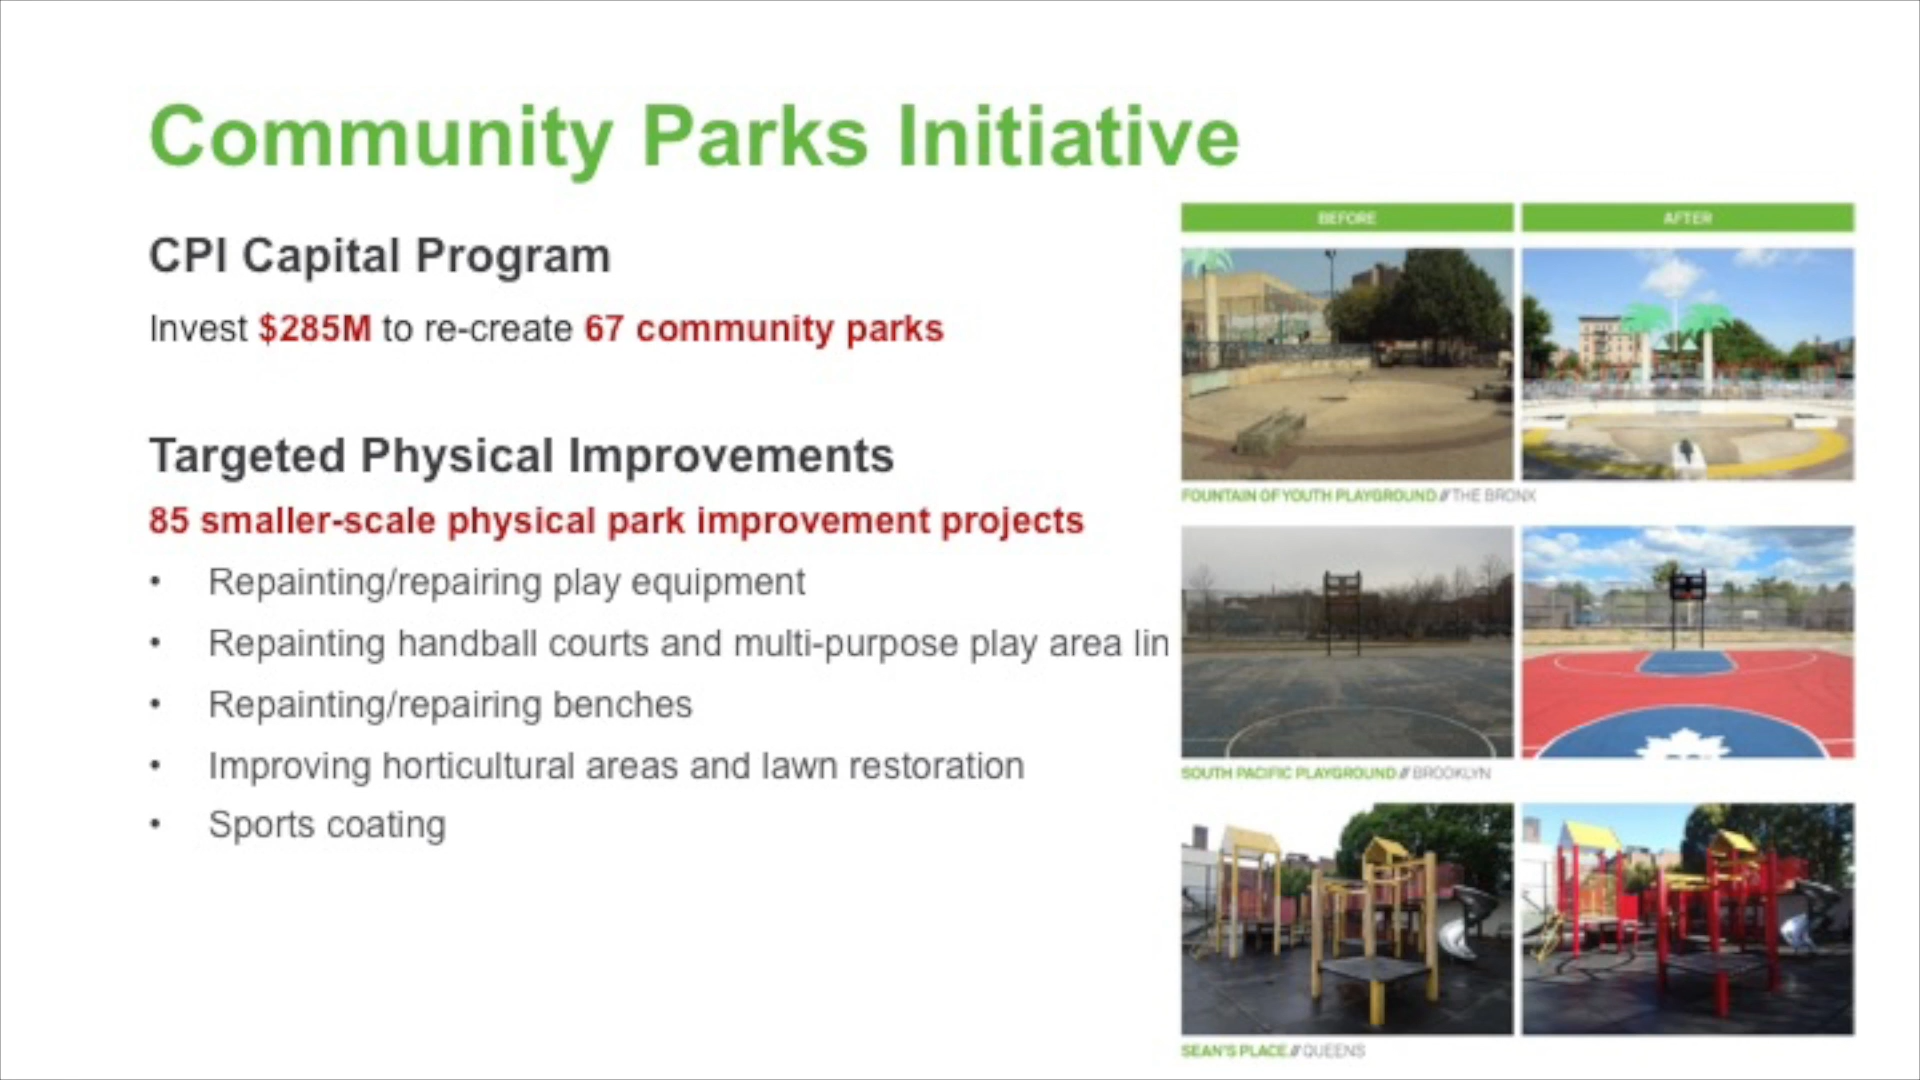 Community Parks Initiative
CPI Capital Program
Invest $285M to re-create 67 community parks
Targeted Physical Improvements
85 smaller-scale physical park improvement projects
• Repainting/repairing play equipment
• Repainting handball courts and multi-purpose play area lin
• Repainting/repairing benches
• Improving horticultural areas and lawn restoration
• Sports coating
BEFORE AFTER
FOUNTAIN OF YOUTH PLAYGROUND // THE BRONX
SOUTH PACIFIC PLAYGROUND // BROOKLYN
SEAN'S PLACE // QUEENS